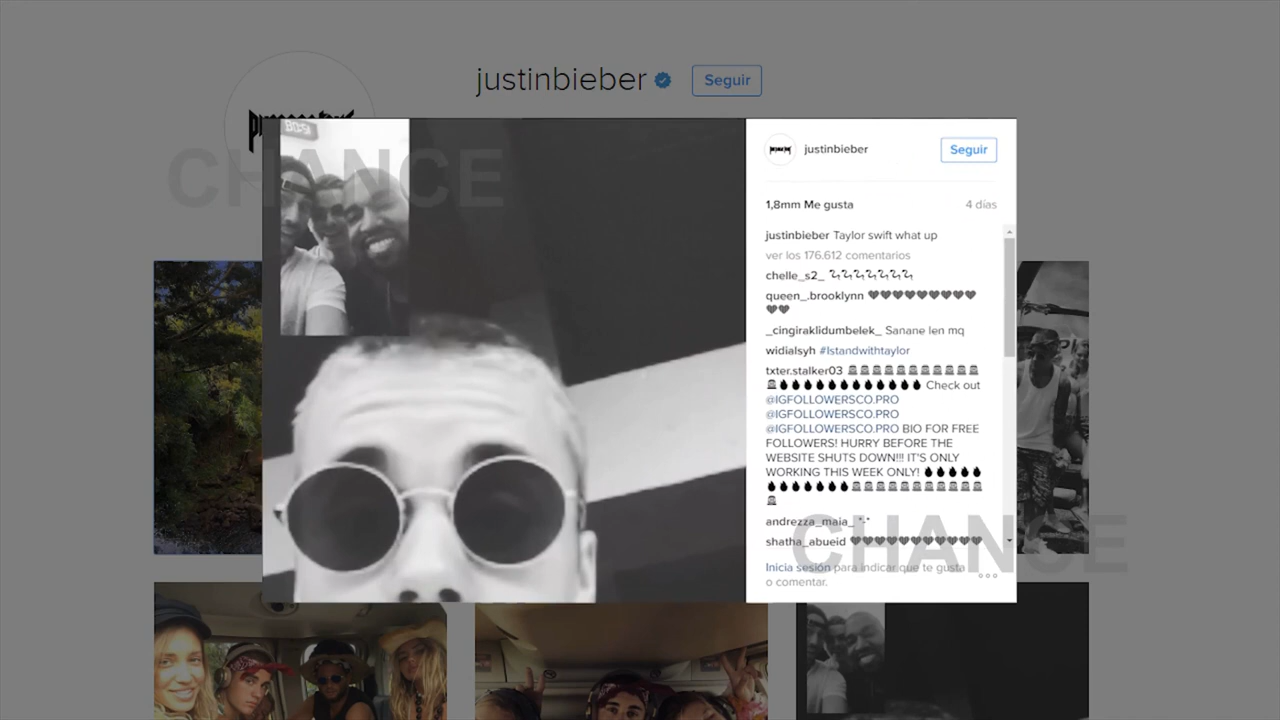 justinbieber
Seguir
CHANCE
justinbieber
Seguir
1,8mm Me gusta
4 días
justinbieber Taylor swift what up
ver los 176.612 comentarios
chelle_s2_
queen_.brooklynn
_cingiraklidumbelek_ Sanane len mq
widialsyh #Istandwithtaylor
txter.stalker03
Check out
@IGFOLLOWERSCO.PRO
@IGFOLLOWERSCO.PRO
@IGFOLLOWERSCO.PRO BIO FOR FREE
FOLLOWERS! HURRY BEFORE THE
WEBSITE SHUTS DOWN!!! IT'S ONLY
WORKING THIS WEEK ONLY!
andrezza_maia_ *-*
shatha_abueid
CHANCE
Inicia sesión para indicar que te gusta
o comentar.